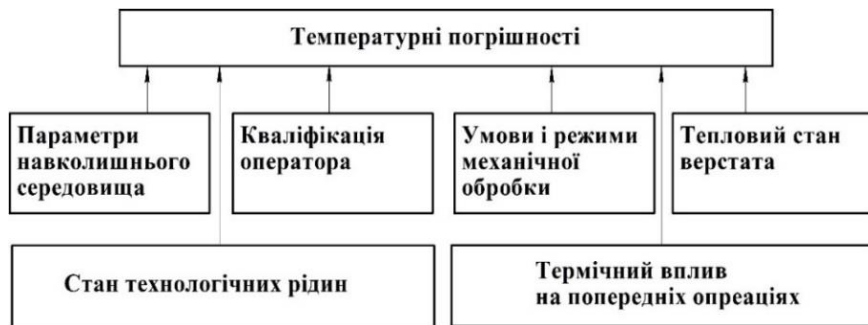 Температурні погрішності
Параметри
навколишнього
середовища
Кваліфікація
оператора
Умови і режими
механічної
обробки
Тепловий стан
верстата
Стан технологічних рідин
Термічний вплив
на попередніх опреаціях